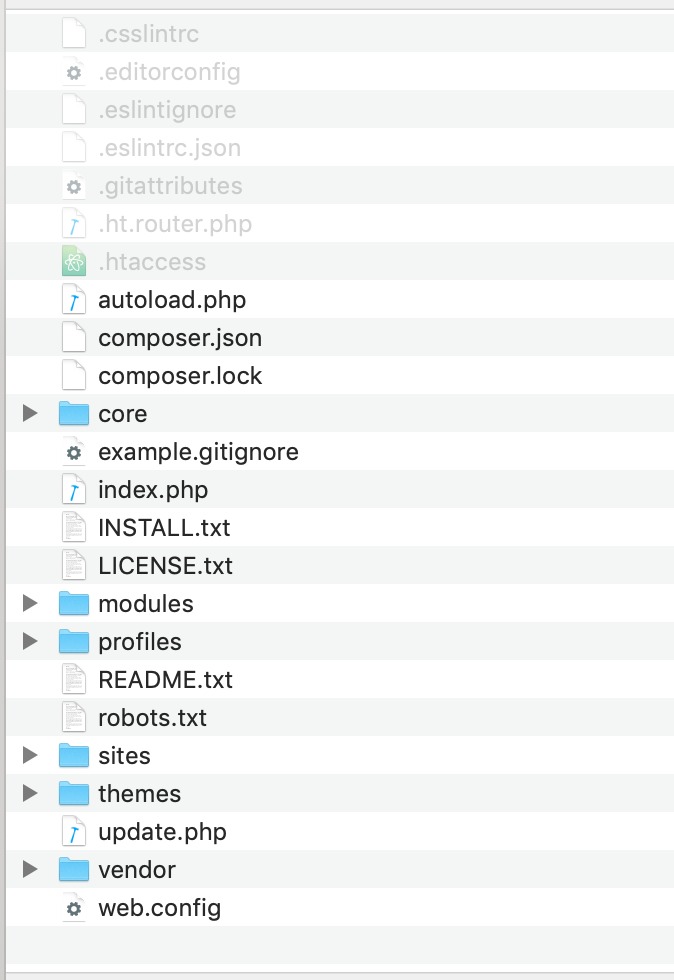 .csslintrc
.editorconfig
.eslintignore
.eslintrc.json
.gitattributes
.ht.router.php
.htaccess
autoload.php
composer.json
composer.lock
core
example.gitignore
index.php
INSTALL.txt
LICENSE.txt
modules
profiles
README.txt
robots.txt
sites
themes
update.php
vendor
web.config